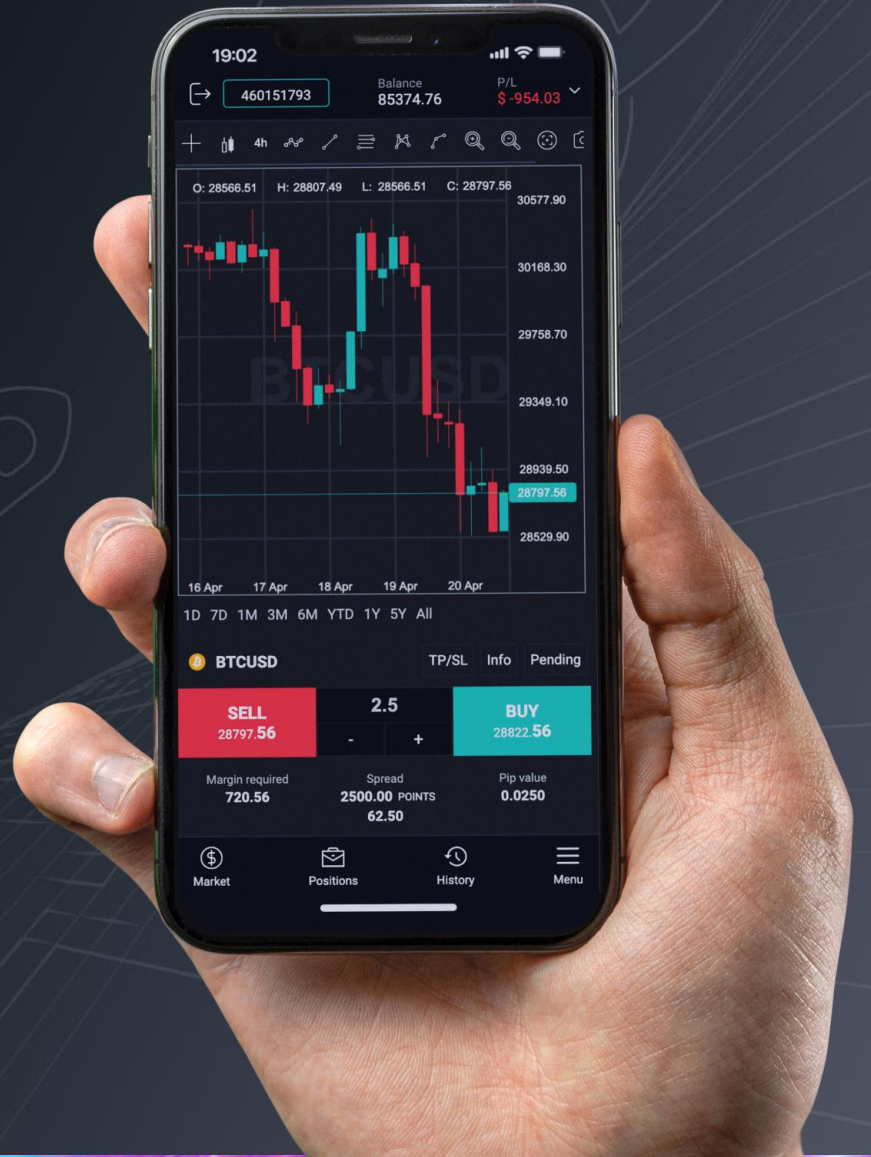 19:02
460151793
Balance
85374.76
P/L
$ -954.03
4h
O: 28566.51 H: 28807.49 L: 28566.51 C: 28797.56
30577.90
30168.30
29758.70
BTCUSD
29349.10
28939.50
28797.56
28529.90
16 Apr 17 Apr 18 Apr 19 Apr 20 Apr
1D 7D 1M 3M 6M YTD 1Y 5Y All
BTCUSD TP/SL Info Pending
SELL
28797.56
2.5
- +
BUY
28822.56
Margin required
720.56
Spread
2500.00 POINTS
62.50
Pip value
0.0250
Market Positions History Menu